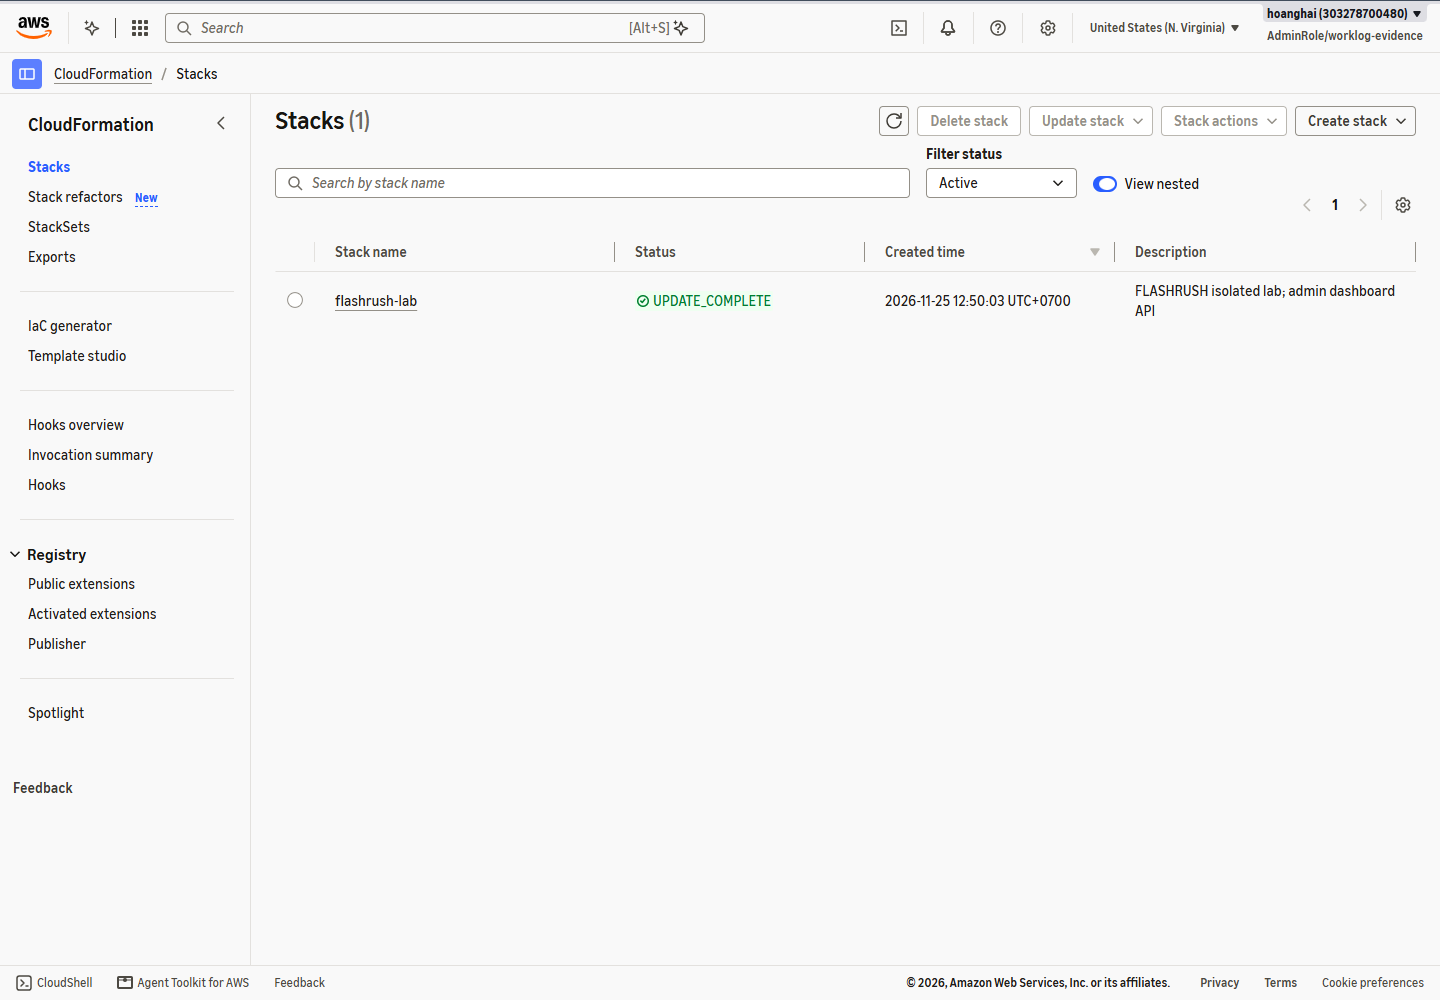 aws
Search
[Alt+S]
United States (N. Virginia)
hoanghai (303278700480)
AdminRole/worklog-evidence
CloudFormation / Stacks
CloudFormation
Stacks
Stack refactors New
StackSets
Exports
IaC generator
Template studio
Hooks overview
Invocation summary
Hooks
Registry
Public extensions
Activated extensions
Publisher
Spotlight
Feedback
Stacks (1)
Delete stack
Update stack
Stack actions
Create stack
Filter status
Search by stack name
Active
View nested
1
Stack name Status Created time Description
flashrush-lab UPDATE_COMPLETE 2026-11-25 12:50:03 UTC+0700 FLASHRUSH isolated lab; admin dashboard
API
CloudShell Agent Toolkit for AWS Feedback © 2026, Amazon Web Services, Inc. or its affiliates. Privacy Terms Cookie preferences